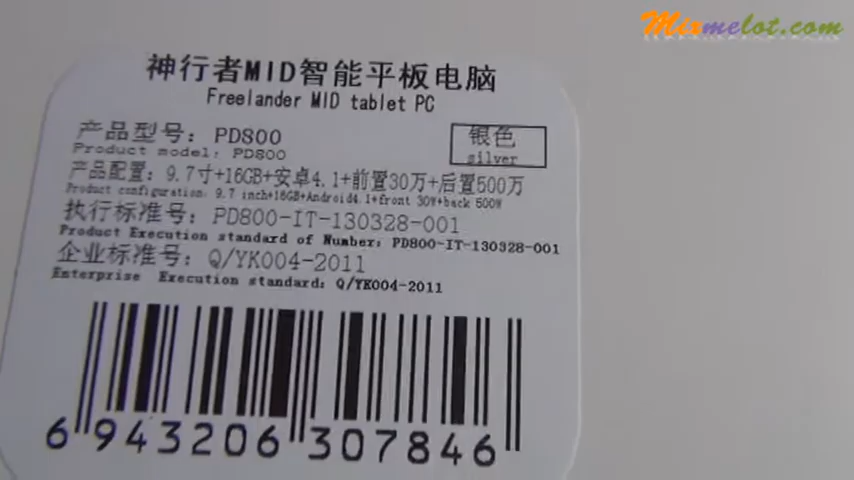 Mixmelot.com
神行者MID智能平板电脑
Freelander MID tablet PC
产品型号：PD800
Product model: PD800
银色
silver
产品配置：9.7寸+16GB+安卓4.1+前置30万+后置500万
Product configuration: 9.7 inch+16GB+Android4.1+front 30W+back 500W
执行标准号：PD800-IT-130328-001
Product Execution standard of Number: PD800-IT-130328-001
企业标准号：Q/YK004-2011
Enterprise Execution standard: Q/YK004-2011
6943206307846